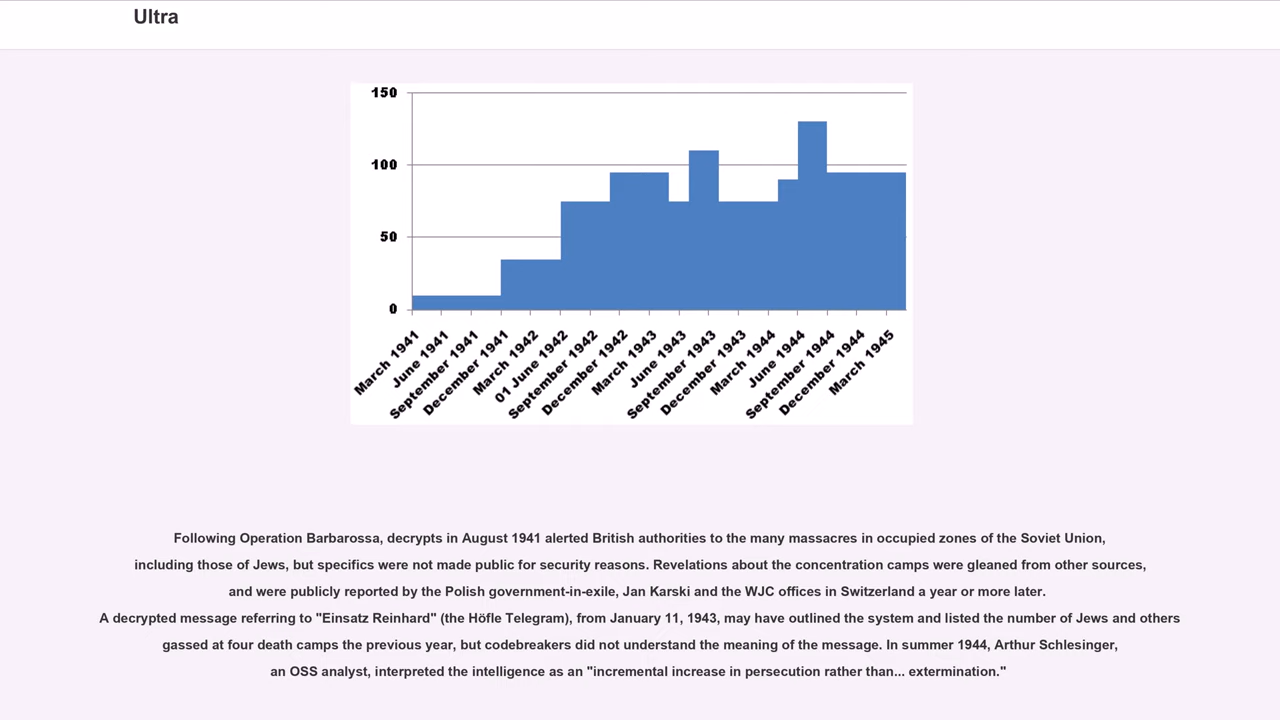 Ultra
150
100
50
0
March 1941
June 1941
September 1941
December 1941
March 1942
01 June 1942
September 1942
December 1942
March 1943
June 1943
September 1943
December 1943
March 1944
June 1944
September 1944
December 1944
March 1945
Following Operation Barbarossa, decrypts in August 1941 alerted British authorities to the many massacres in occupied zones of the Soviet Union,
including those of Jews, but specifics were not made public for security reasons. Revelations about the concentration camps were gleaned from other sources,
and were publicly reported by the Polish government-in-exile, Jan Karski and the WJC offices in Switzerland a year or more later.
A decrypted message referring to "Einsatz Reinhard" (the Höfle Telegram), from January 11, 1943, may have outlined the system and listed the number of Jews and others
gassed at four death camps the previous year, but codebreakers did not understand the meaning of the message. In summer 1944, Arthur Schlesinger,
an OSS analyst, interpreted the intelligence as an "incremental increase in persecution rather than... extermination."